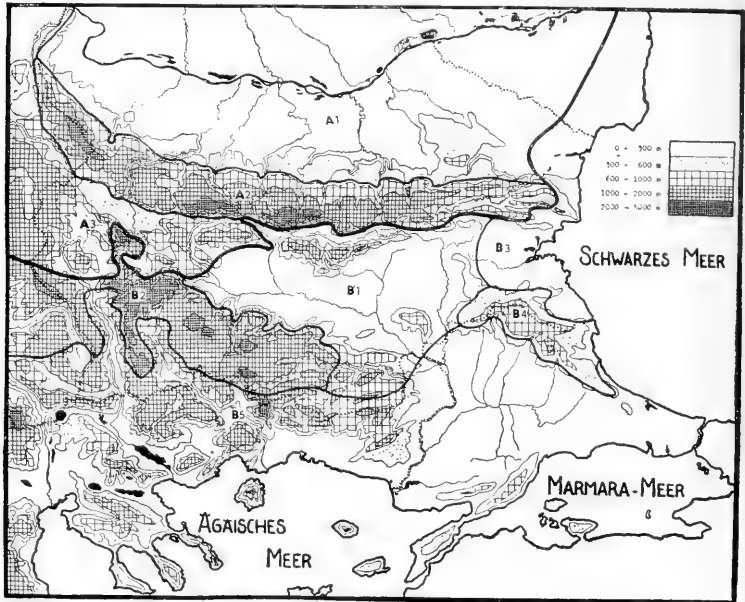 A1
0 - 300 m
300 - 600 m
600 - 1000 m
1000 - 2000 m
2000 - 3000 m
A2
A3
B3
SCHWARZES MEER
B2
B1
B4
B5
MARMARA-MEER
ÄGÄISCHES
MEER